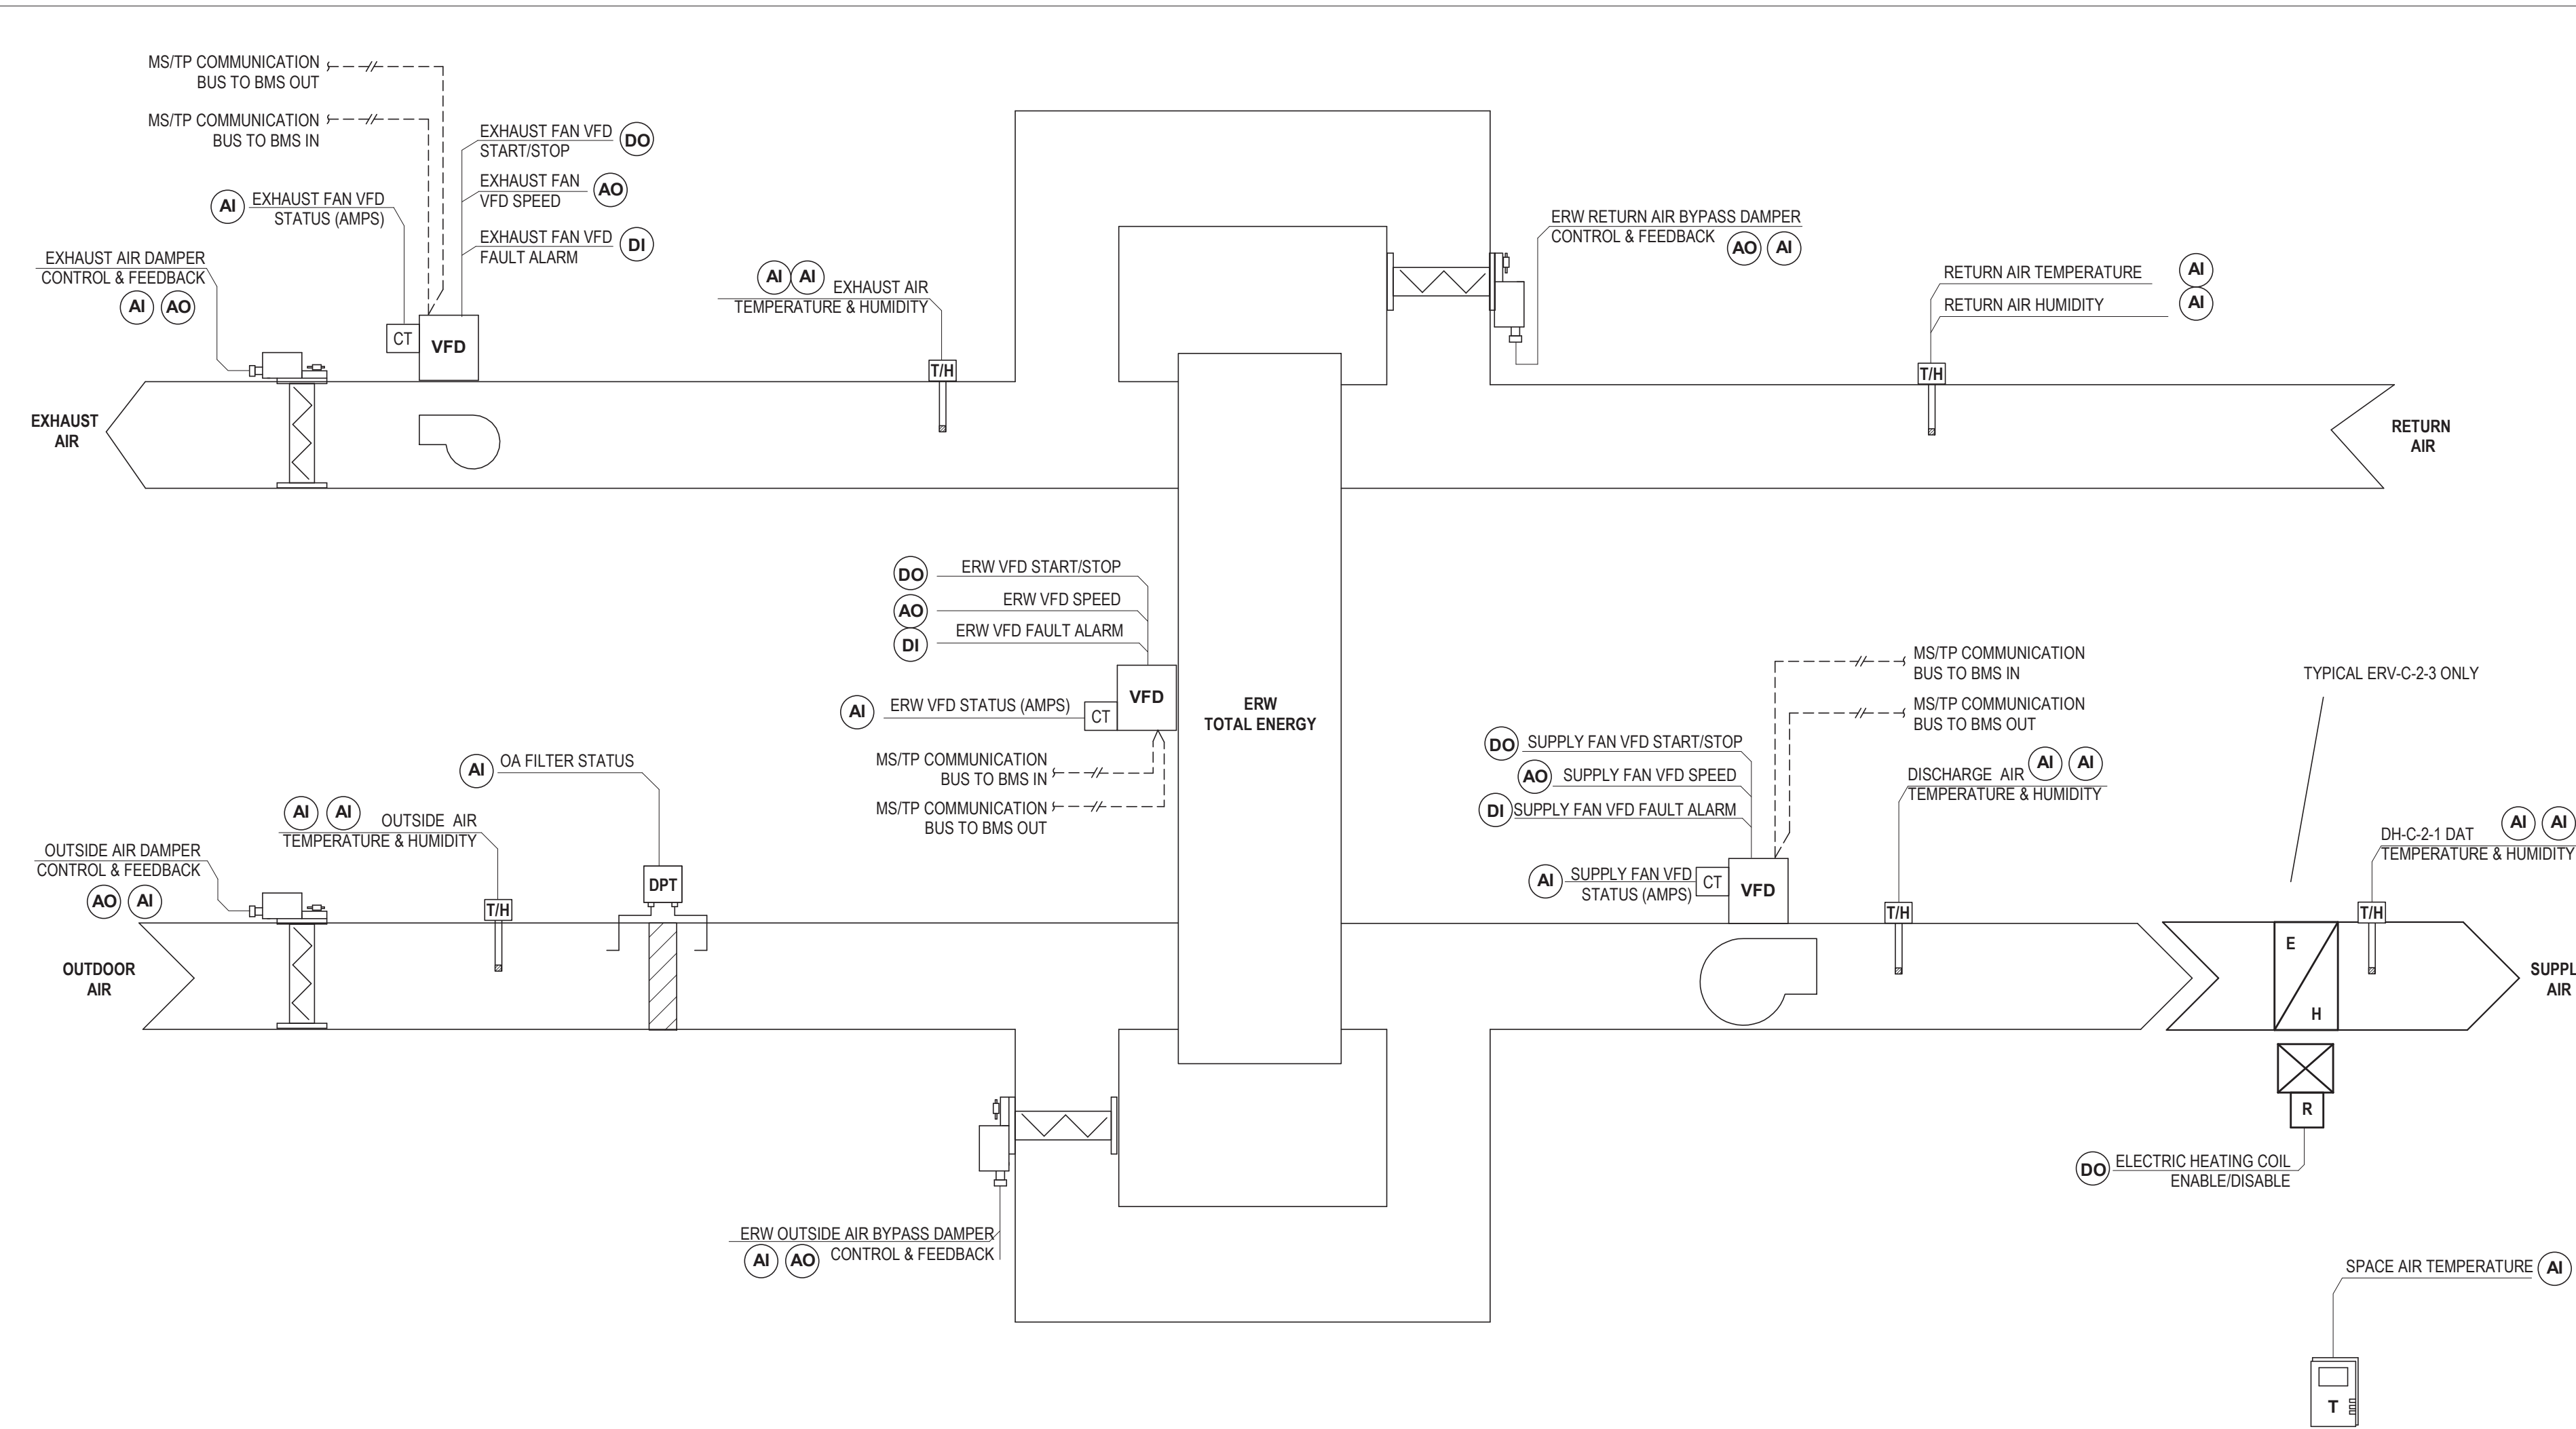 MS/TP COMMUNICATION
BUS TO BMS OUT
MS/TP COMMUNICATION
BUS TO BMS IN
EXHAUST FAN VFD DO
START/STOP
EXHAUST FAN AO
VFD SPEED
EXHAUST FAN VFD DI
FAULT ALARM
AI EXHAUST FAN VFD
STATUS (AMPS)
EXHAUST AIR DAMPER
CONTROL & FEEDBACK
AI AO
CT
VFD
AI AI EXHAUST AIR
TEMPERATURE & HUMIDITY
T/H
ERW RETURN AIR BYPASS DAMPER
CONTROL & FEEDBACK AO AI
RETURN AIR TEMPERATURE AI
RETURN AIR HUMIDITY AI
T/H
EXHAUST
AIR
RETURN
AIR
DO ERW VFD START/STOP
AO ERW VFD SPEED
DI ERW VFD FAULT ALARM
VFD
AI ERW VFD STATUS (AMPS) CT
MS/TP COMMUNICATION
BUS TO BMS IN
MS/TP COMMUNICATION
BUS TO BMS OUT
ERW
TOTAL ENERGY
MS/TP COMMUNICATION
BUS TO BMS IN
MS/TP COMMUNICATION
BUS TO BMS OUT
TYPICAL ERV-C-2-3 ONLY
DO SUPPLY FAN VFD START/STOP
AO SUPPLY FAN VFD SPEED
DI SUPPLY FAN VFD FAULT ALARM
AI SUPPLY FAN VFD
STATUS (AMPS)
CT
VFD
DISCHARGE AIR AI AI
TEMPERATURE & HUMIDITY
T/H
DH-C-2-1 DAT AI AI
TEMPERATURE & HUMIDITY
T/H
AI OA FILTER STATUS
AI AI OUTSIDE AIR
TEMPERATURE & HUMIDITY
OUTSIDE AIR DAMPER
CONTROL & FEEDBACK
AO AI
T/H
DPT
OUTDOOR
AIR
E
H
SUPPL
AIR
R
DO ELECTRIC HEATING COIL
ENABLE/DISABLE
ERW OUTSIDE AIR BYPASS DAMPER
AI AO CONTROL & FEEDBACK
SPACE AIR TEMPERATURE AI
T